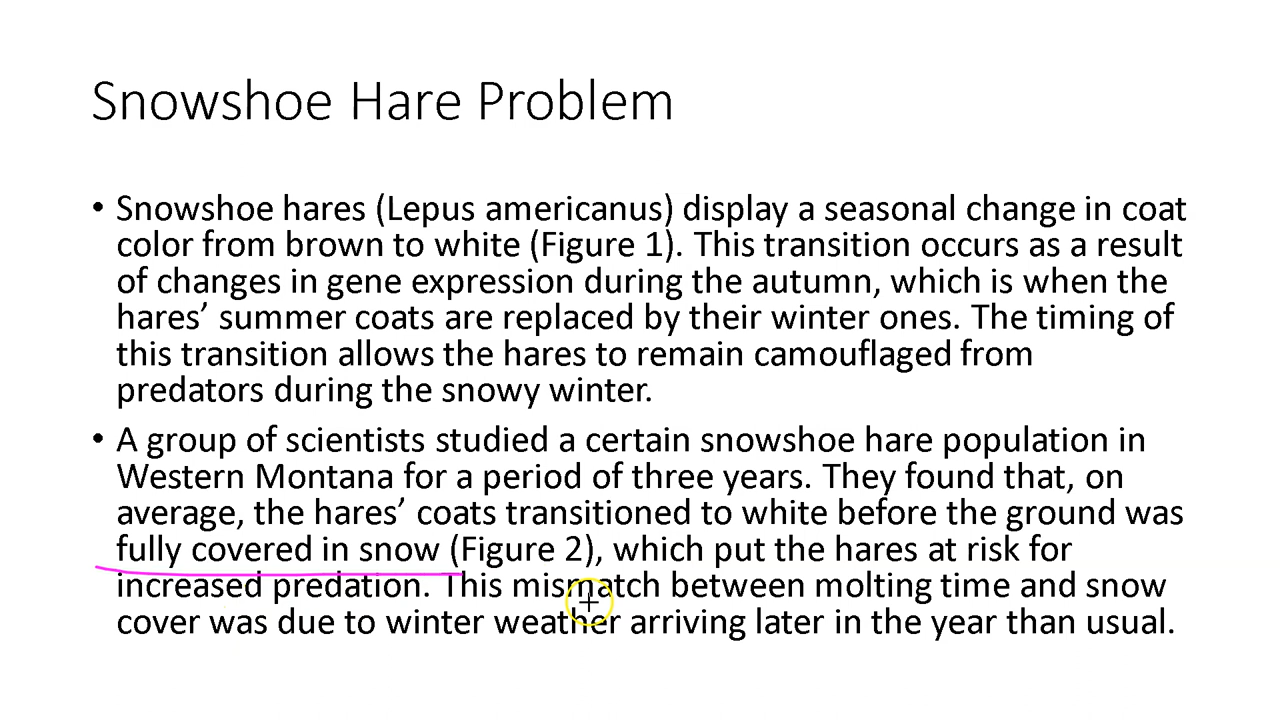 Snowshoe Hare Problem
• Snowshoe hares (Lepus americanus) display a seasonal change in coat
color from brown to white (Figure 1). This transition occurs as a result
of changes in gene expression during the autumn, which is when the
hares’ summer coats are replaced by their winter ones. The timing of
this transition allows the hares to remain camouflaged from
predators during the snowy winter.
• A group of scientists studied a certain snowshoe hare population in
Western Montana for a period of three years. They found that, on
average, the hares’ coats transitioned to white before the ground was
fully covered in snow (Figure 2), which put the hares at risk for
increased predation. This mismatch between molting time and snow
cover was due to winter weather arriving later in the year than usual.